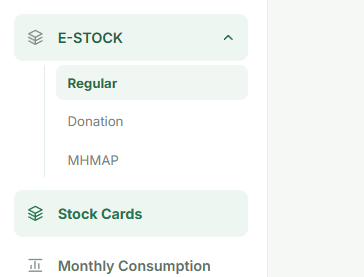 E-STOCK
Regular
Donation
MHMAP
Stock Cards
Monthly Consumption